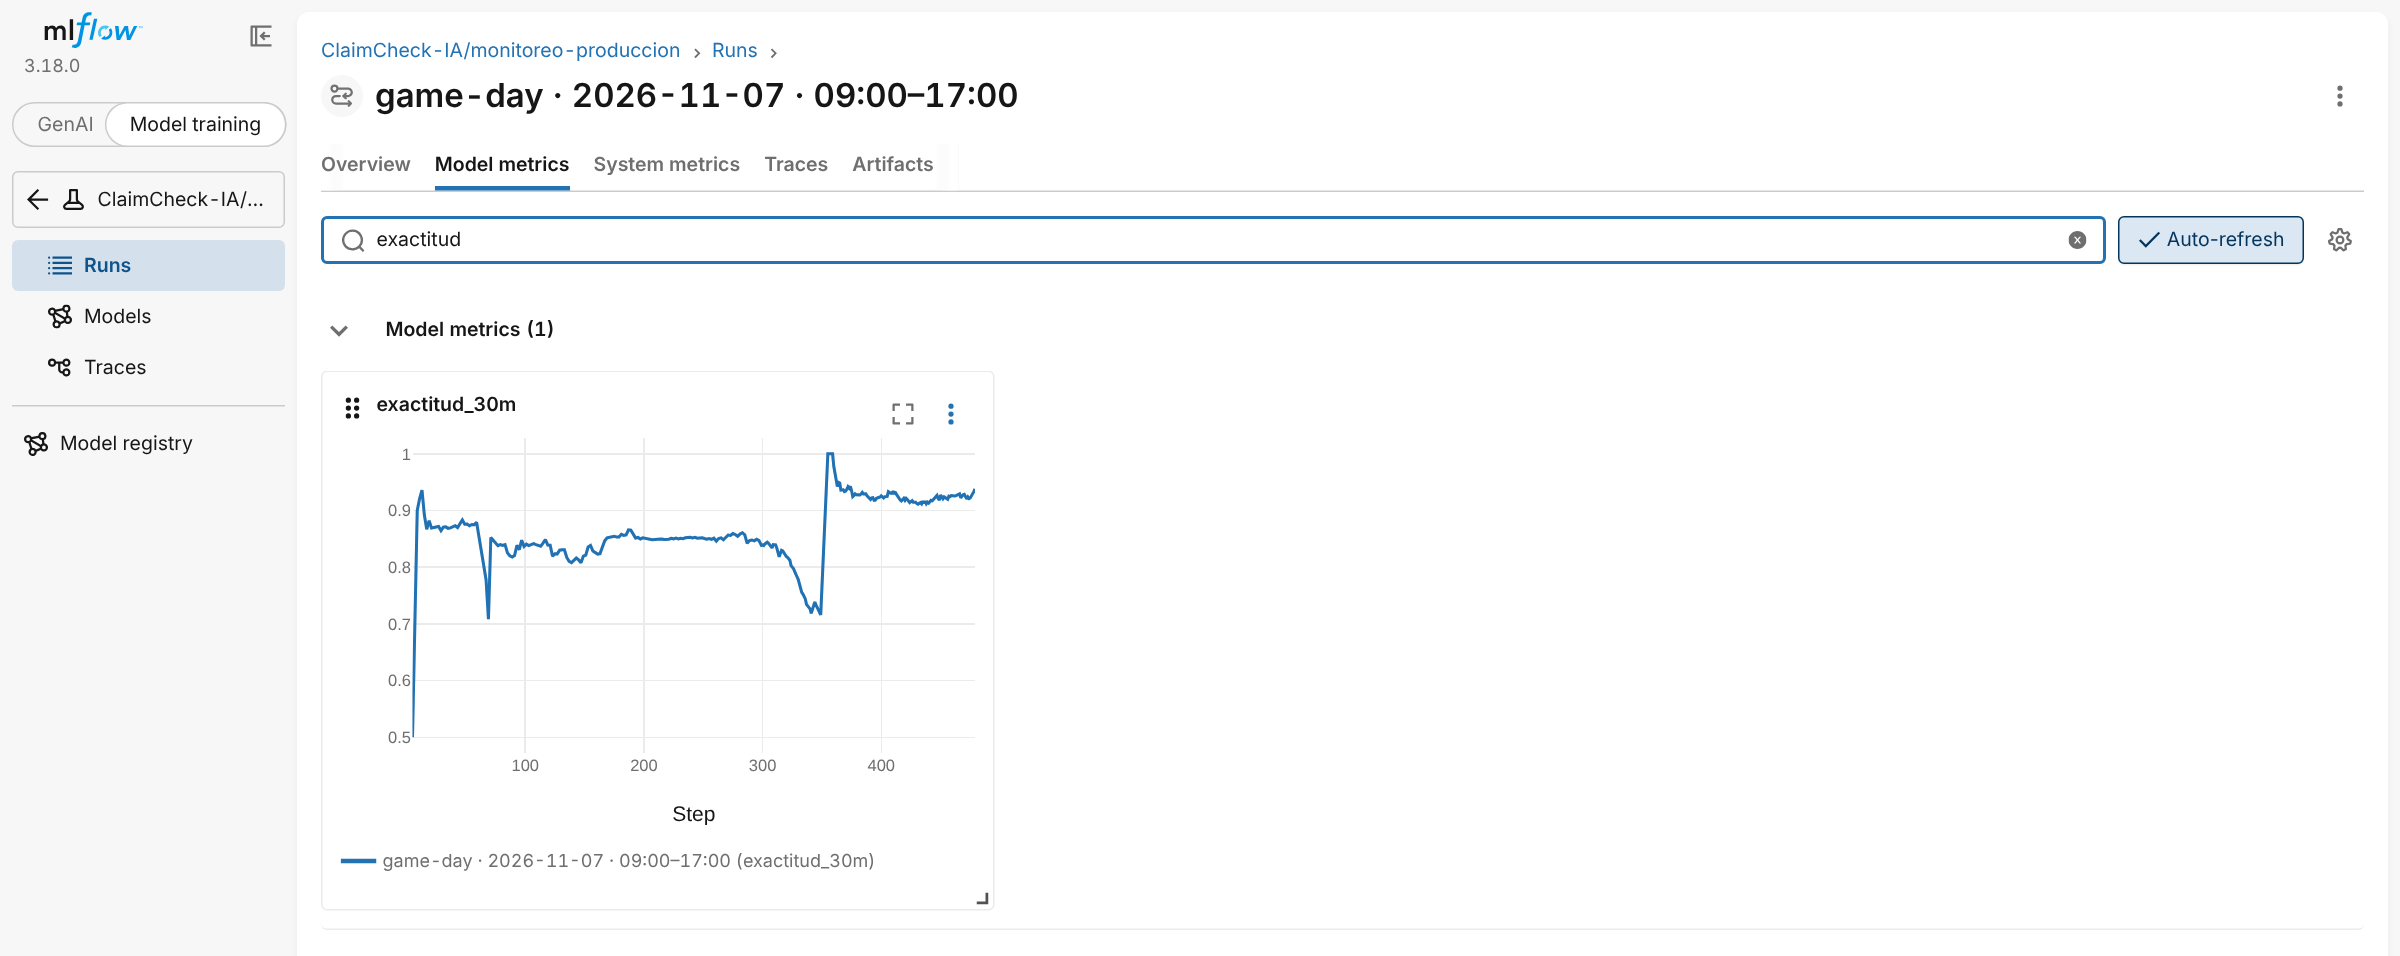 mlflow
3.18.0
GenAI
Model training
ClaimCheck-IA/...
Runs
Models
Traces
Model registry
ClaimCheck-IA/monitoreo-produccion › Runs ›
game-day · 2026-11-07 · 09:00–17:00
Overview Model metrics System metrics Traces Artifacts
exactitud
Auto-refresh
Model metrics (1)
exactitud_30m
1
0.9
0.8
0.7
0.6
0.5
100 200 300 400
Step
game-day · 2026-11-07 · 09:00–17:00 (exactitud_30m)